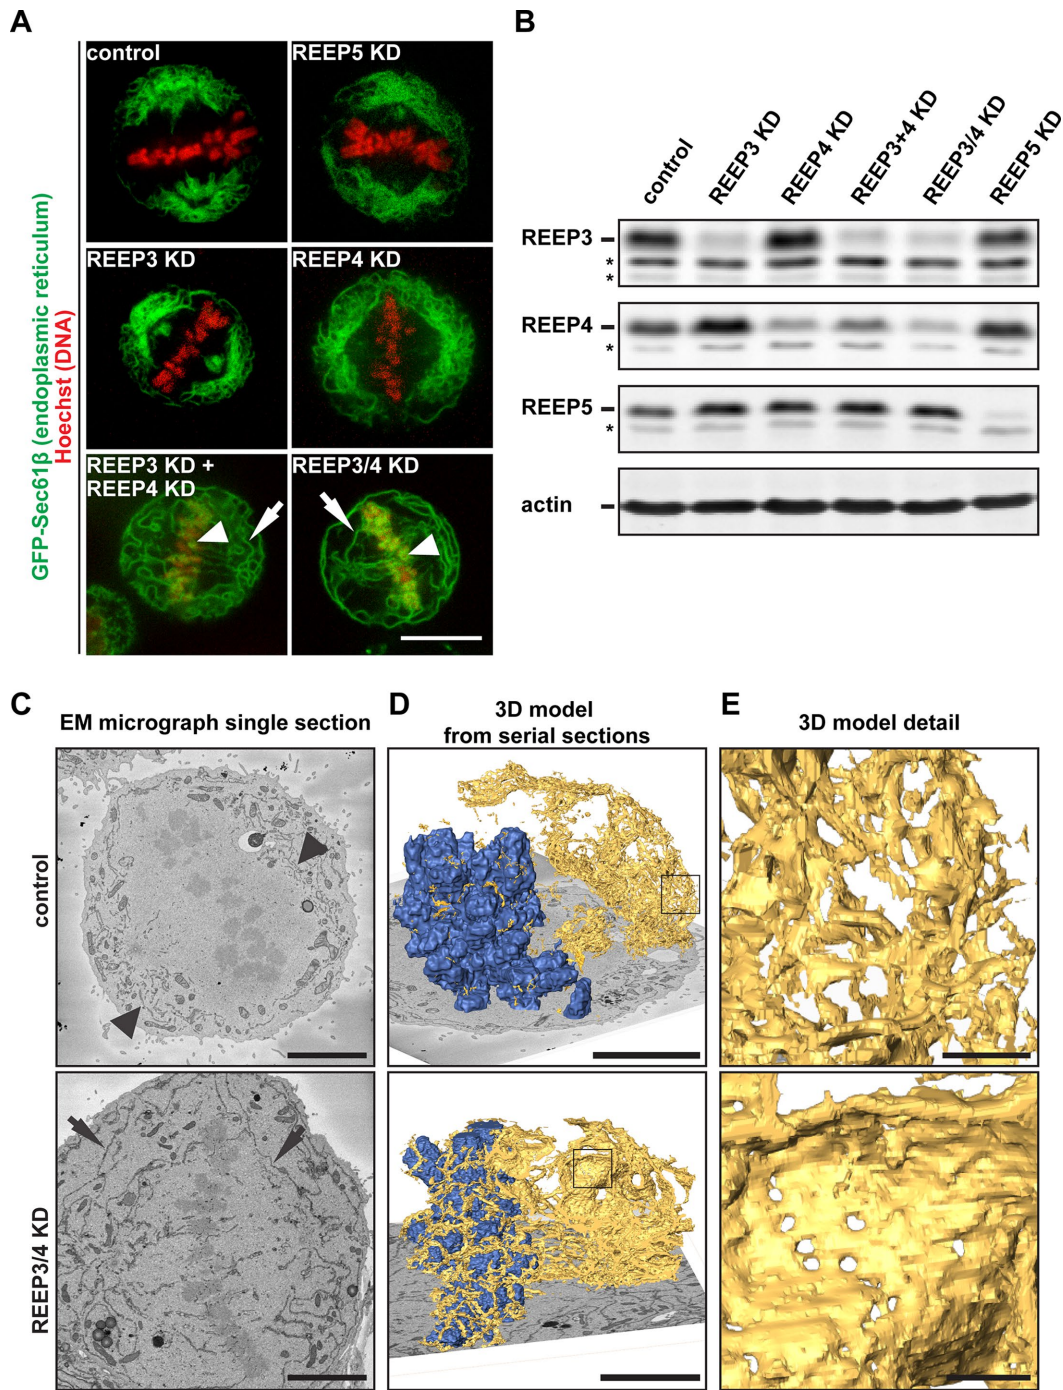 A
B
control
REEP5 KD
REEP3 KD
REEP4 KD
REEP3 KD +
REEP4 KD
REEP3/4 KD
GFP-Sec61β (endoplasmic reticulum)
Hoechst (DNA)
control
REEP3 KD
REEP4 KD
REEP3+4 KD
REEP3/4 KD
REEP5 KD
REEP3
*
*
REEP4
*
REEP5
*
actin
C
EM micrograph single section
D
3D model
from serial sections
E
3D model detail
control
REEP3/4 KD